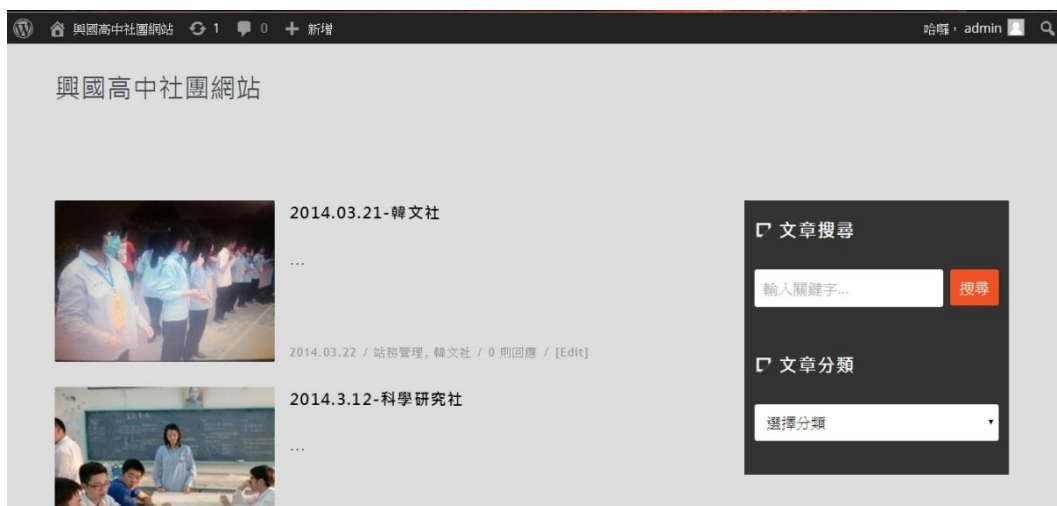 興國高中社團網站 1 0 新增 哈囉，admin
興國高中社團網站
2014.03.21-韓文社
...
2014.03.22 / 站務管理, 韓文社 / 0 則回應 / [Edit]
2014.3.12-科學研究社
...
文章搜尋
輸入關鍵字... 搜尋
文章分類
選擇分類